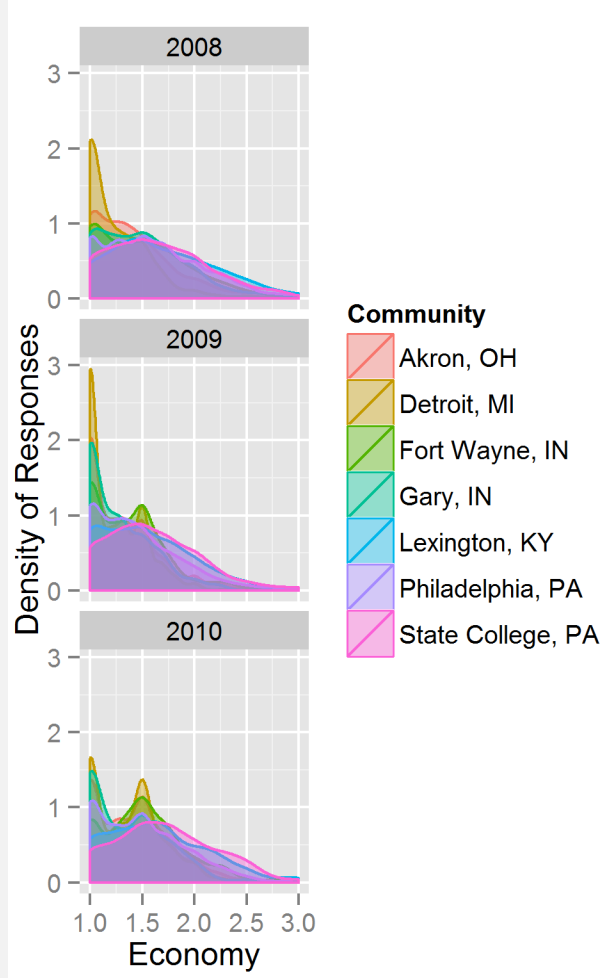 2008
3
2
1
0
2009
3
2
1
0
2010
3
2
1
0
1.0 1.5 2.0 2.5 3.0
Economy
Density of Responses
Community
Akron, OH
Detroit, MI
Fort Wayne, IN
Gary, IN
Lexington, KY
Philadelphia, PA
State College, PA